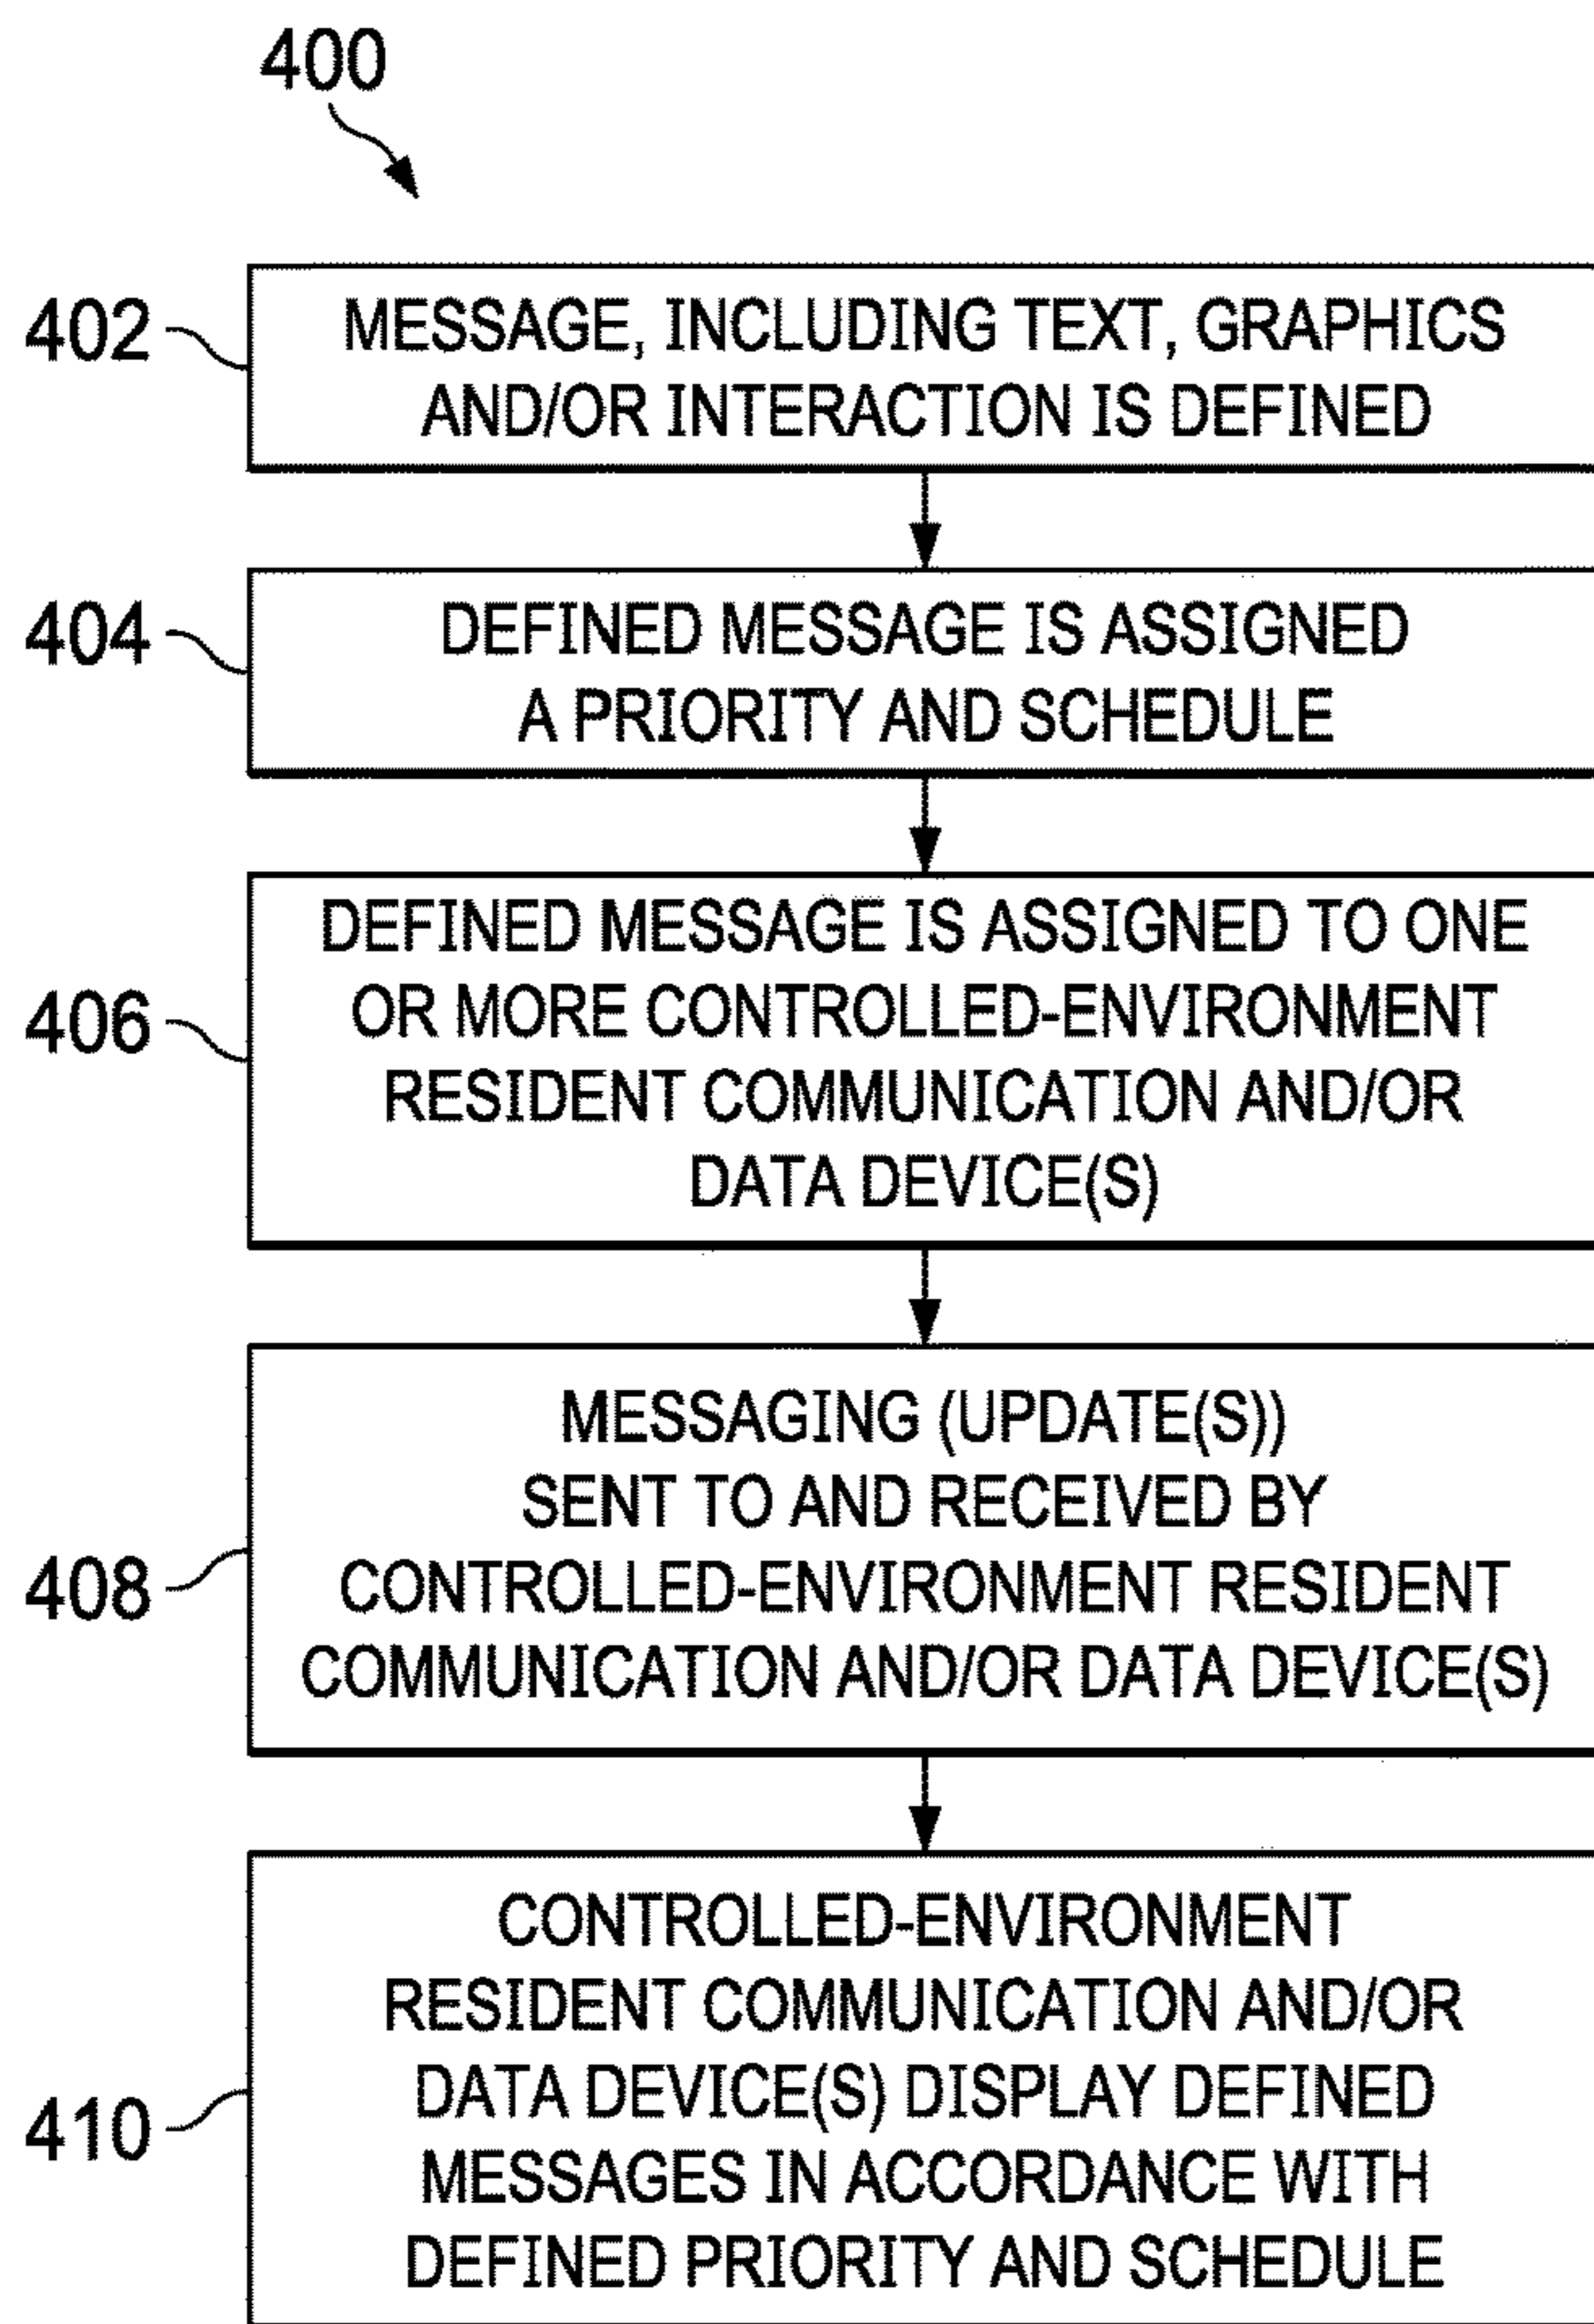 400
402
MESSAGE, INCLUDING TEXT, GRAPHICS
AND/OR INTERACTION IS DEFINED
404
DEFINED MESSAGE IS ASSIGNED
A PRIORITY AND SCHEDULE
406
DEFINED MESSAGE IS ASSIGNED TO ONE
OR MORE CONTROLLED-ENVIRONMENT
RESIDENT COMMUNICATION AND/OR
DATA DEVICE(S)
408
MESSAGING (UPDATE(S))
SENT TO AND RECEIVED BY
CONTROLLED-ENVIRONMENT RESIDENT
COMMUNICATION AND/OR DATA DEVICE(S)
410
CONTROLLED-ENVIRONMENT
RESIDENT COMMUNICATION AND/OR
DATA DEVICE(S) DISPLAY DEFINED
MESSAGES IN ACCORDANCE WITH
DEFINED PRIORITY AND SCHEDULE